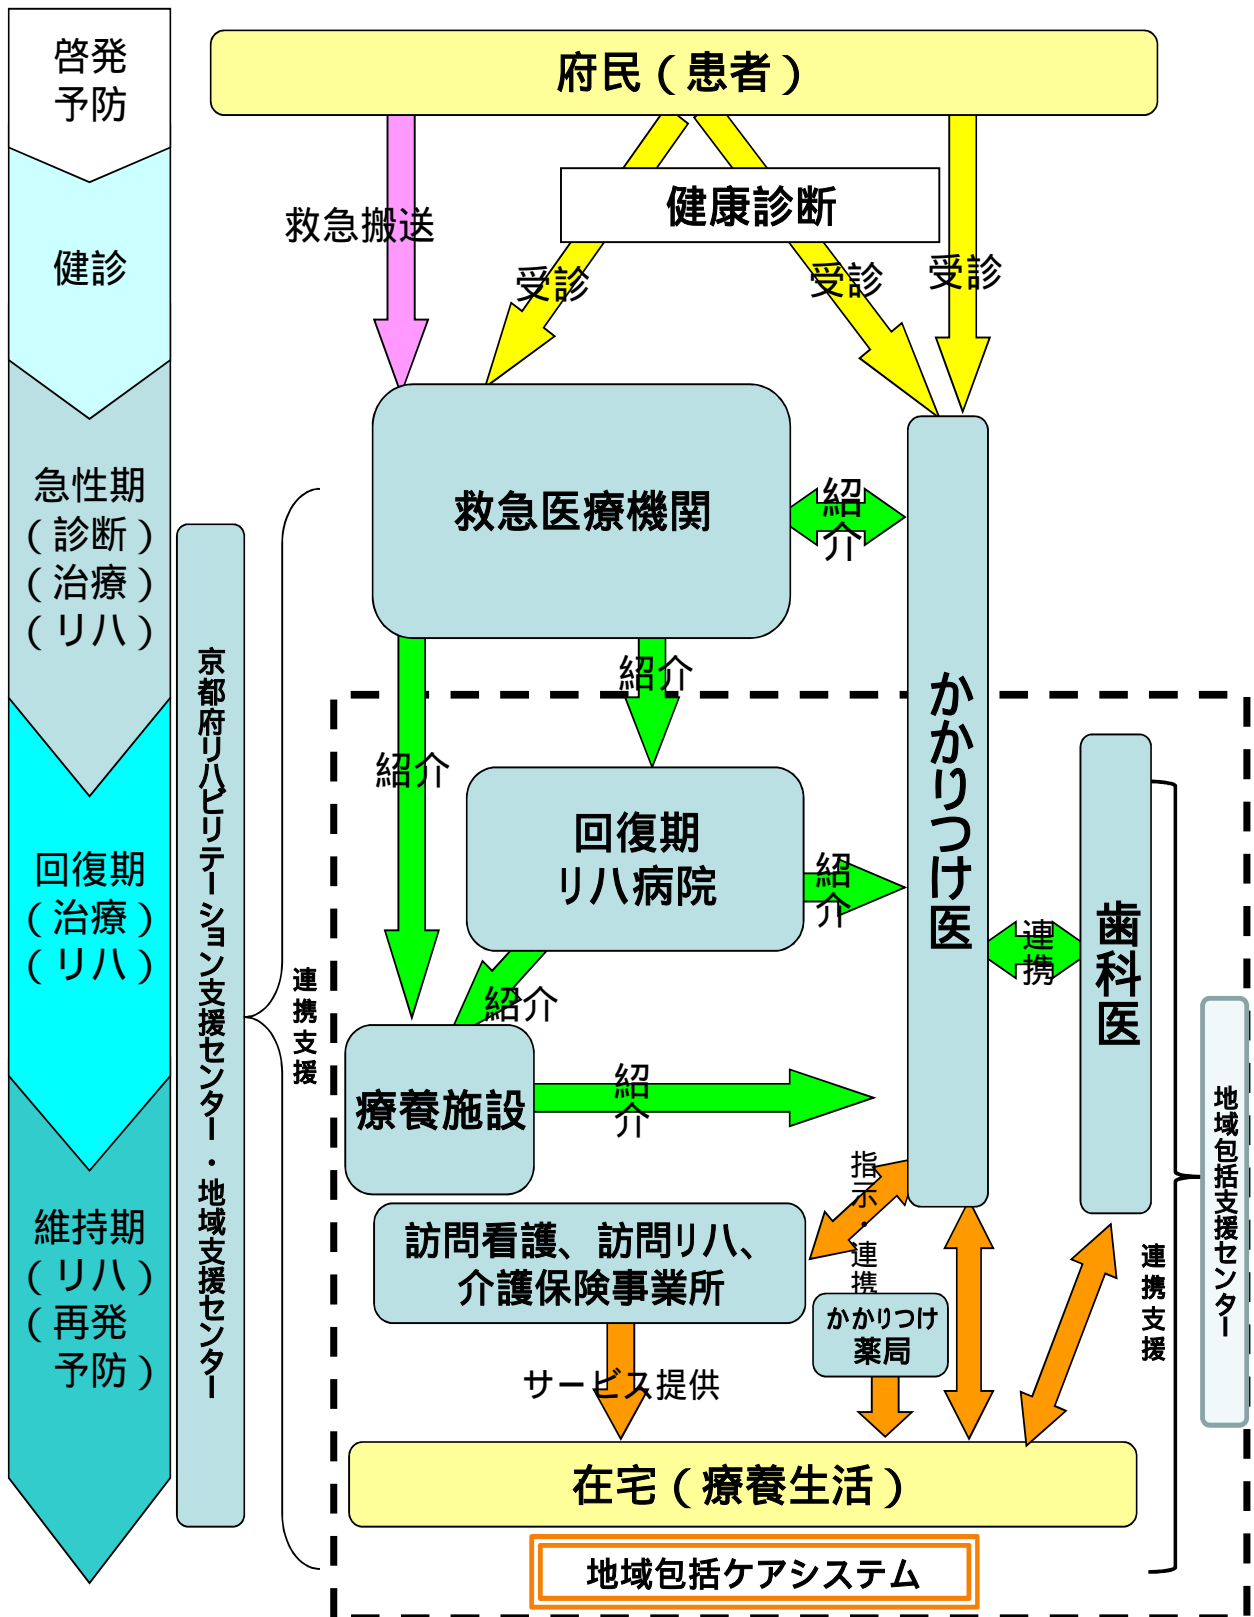 啓発
予防
健診
急性期
（診断）
（治療）
（リハ）
回復期
（治療）
（リハ）
維持期
（リハ）
（再発
予防）
京都府リハビリテーション支援センター・地域支援センター
連携支援
府民（患者）
救急搬送
健康診断
受診
受診
受診
救急医療機関
紹介
紹介
紹介
かかりつけ医
回復期
リハ病院
紹介
紹介
連携
歯科医
療養施設
紹介
指示・連携
訪問看護、訪問リハ、
介護保険事業所
かかりつけ
薬局
サービス提供
連携支援
地域包括支援センター
在宅（療養生活）
地域包括ケアシステム